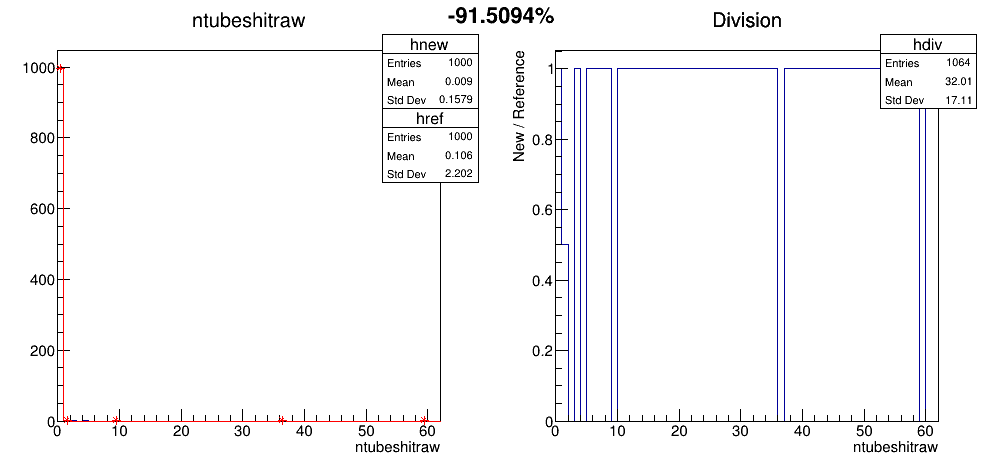 -91.5094%
ntubeshitraw
hnew
Entries 1000
Mean 0.009
Std Dev 0.1579
href
Entries 1000
Mean 0.106
Std Dev 2.202
1000
800
600
400
200
0
0 10 20 30 40 50 60
ntubeshitraw
Division
hdiv
Entries 1064
Mean 32.01
Std Dev 17.11
New / Reference
1
0.8
0.6
0.4
0.2
0
0 10 20 30 40 50 60
ntubeshitraw